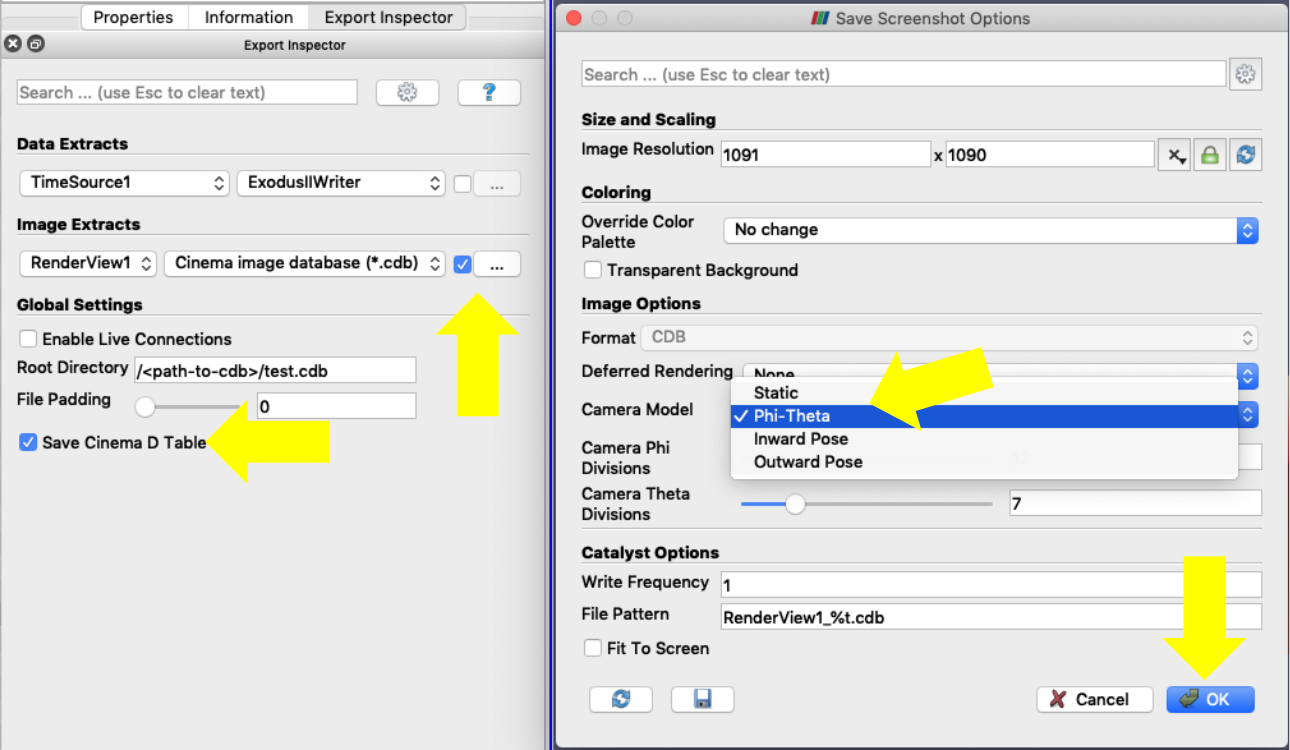 Properties
Information
Export Inspector
Export Inspector
Search ... (use Esc to clear text)
?
Data Extracts
TimeSource1
ExodusIIWriter
...
Image Extracts
RenderView1
Cinema image database (*.cdb)
...
Global Settings
Enable Live Connections
Root Directory
/<path-to-cdb>/test.cdb
File Padding
0
Save Cinema D Table
Save Screenshot Options
Search ... (use Esc to clear text)
Size and Scaling
Image Resolution
1091
x
1090
Coloring
Override Color
Palette
No change
Transparent Background
Image Options
Format
CDB
Deferred Rendering
None
Camera Model
Static
✓ Phi-Theta
Inward Pose
Outward Pose
Camera Phi
Divisions
12
Camera Theta
Divisions
7
Catalyst Options
Write Frequency
1
File Pattern
RenderView1_%t.cdb
Fit To Screen
Cancel
OK